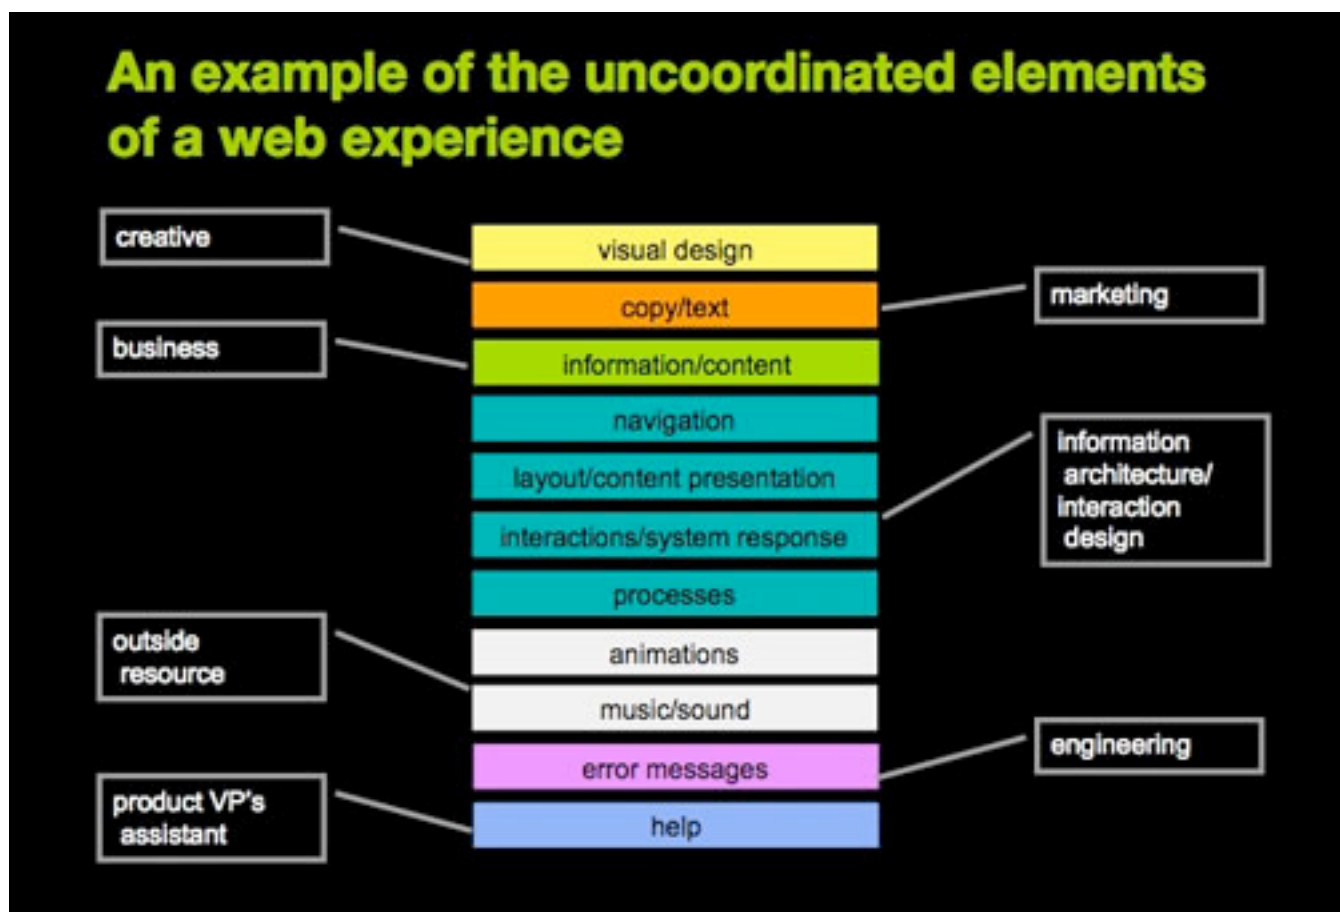 An example of the uncoordinated elements
of a web experience
creative
visual design
copy/text
marketing
business
information/content
navigation
layout/content presentation
interactions/system response
information
architecture/
interaction
design
processes
outside
resource
animations
music/sound
error messages
engineering
product VP's
assistant
help